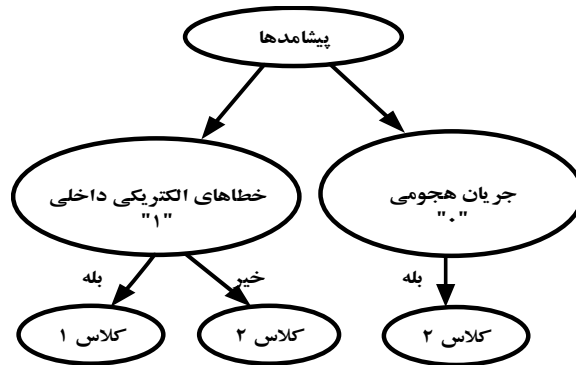 پیشامدها
جریان هجومی
"۰"
خطاهای الکتریکی داخلی
"۱"
بله
خیر
بله
کلاس ۲
کلاس ۲
کلاس ۱